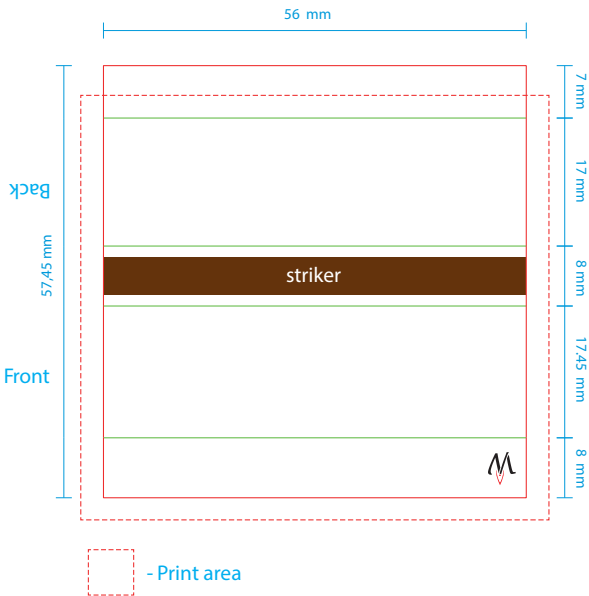 56 mm
7 mm
Back
17 mm
57,45 mm
striker
8 mm
Front
17.45 mm
8 mm
M
- Print area